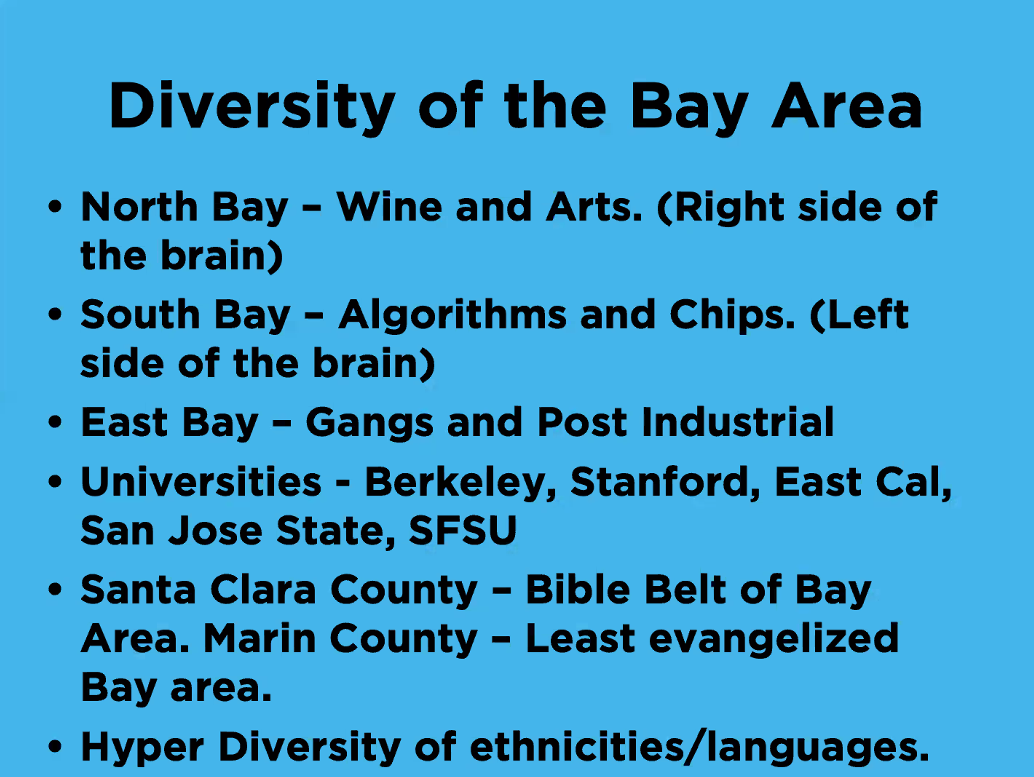 Diversity of the Bay Area
• North Bay – Wine and Arts. (Right side of
the brain)
• South Bay – Algorithms and Chips. (Left
side of the brain)
• East Bay – Gangs and Post Industrial
• Universities - Berkeley, Stanford, East Cal,
San Jose State, SFSU
• Santa Clara County – Bible Belt of Bay
Area. Marin County – Least evangelized
Bay area.
• Hyper Diversity of ethnicities/languages.